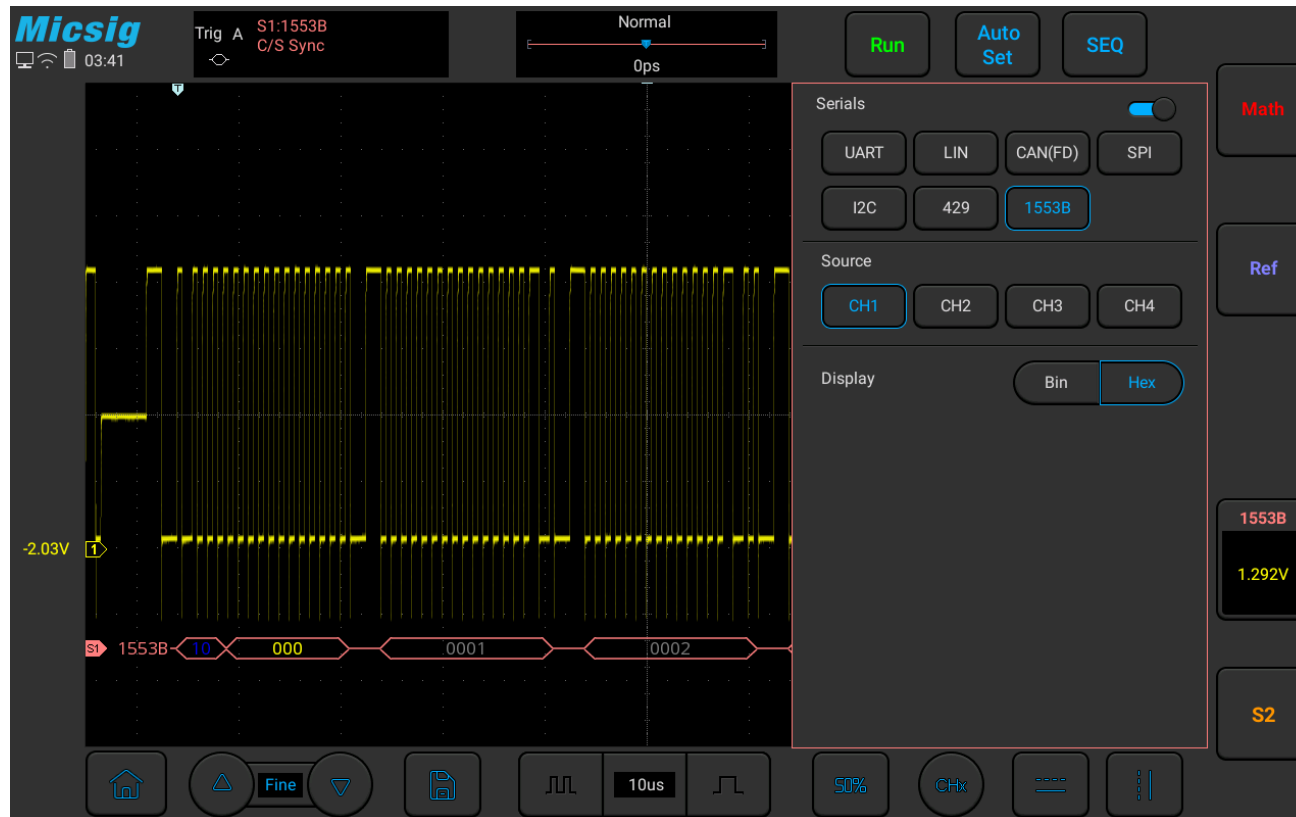 Micsig
03:41
Trig A S1:1553B
C/S Sync
Normal
0ps
Run
Auto
Set
SEQ
T
Serials
UART LIN CAN(FD) SPI
I2C 429 1553B
Source
CH1 CH2 CH3 CH4
Display Bin Hex
Math
Ref
-2.03V 1
1553B
1.292V
S1 1553B 10 000 0001 0002
S2
Fine
10us
50%
CHx